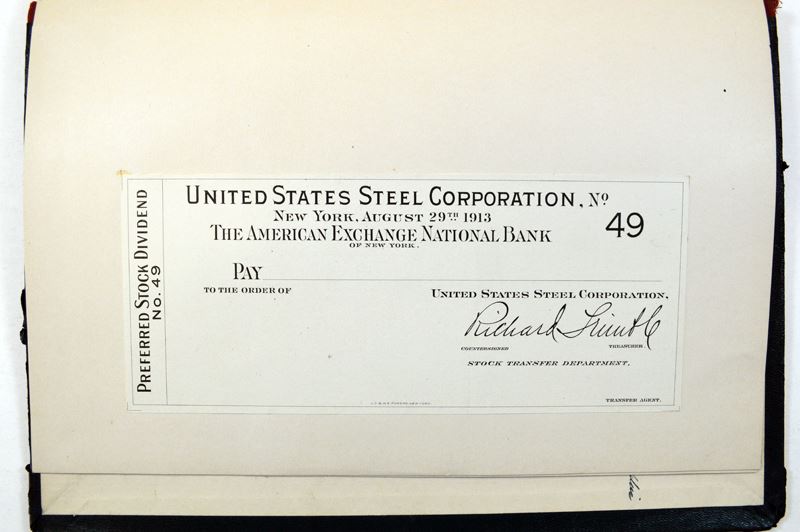 PREFERRED STOCK DIVIDEND
NO. 49
UNITED STATES STEEL CORPORATION, Nº
49
NEW YORK, AUGUST 29TH 1913
THE AMERICAN EXCHANGE NATIONAL BANK
OF NEW YORK.
PAY
TO THE ORDER OF
UNITED STATES STEEL CORPORATION,
Richard Trimble
COUNTERSIGNED
TREASURER.
STOCK TRANSFER DEPARTMENT.
TRANSFER AGENT.